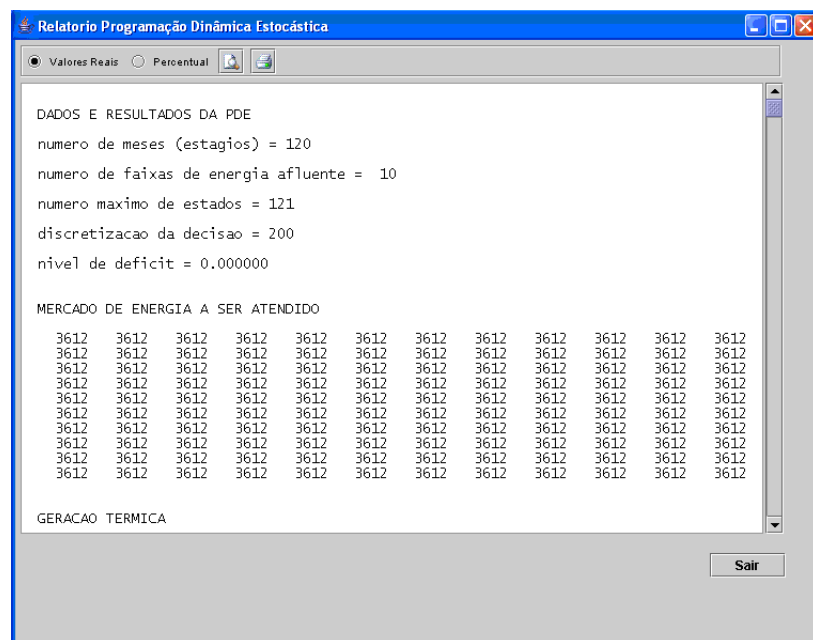 Relatorio Programação Dinâmica Estocástica
Valores Reais Percentual
DADOS E RESULTADOS DA PDE
numero de meses (estagios) = 120
numero de faixas de energia afluente = 10
numero maximo de estados = 121
discretizacao da decisao = 200
nivel de deficit = 0.000000
MERCADO DE ENERGIA A SER ATENDIDO
3612 3612 3612 3612 3612 3612 3612 3612 3612 3612 3612 3612
3612 3612 3612 3612 3612 3612 3612 3612 3612 3612 3612 3612
3612 3612 3612 3612 3612 3612 3612 3612 3612 3612 3612 3612
3612 3612 3612 3612 3612 3612 3612 3612 3612 3612 3612 3612
3612 3612 3612 3612 3612 3612 3612 3612 3612 3612 3612 3612
3612 3612 3612 3612 3612 3612 3612 3612 3612 3612 3612 3612
3612 3612 3612 3612 3612 3612 3612 3612 3612 3612 3612 3612
3612 3612 3612 3612 3612 3612 3612 3612 3612 3612 3612 3612
3612 3612 3612 3612 3612 3612 3612 3612 3612 3612 3612 3612
3612 3612 3612 3612 3612 3612 3612 3612 3612 3612 3612 3612
GERACAO TERMICA
Sair